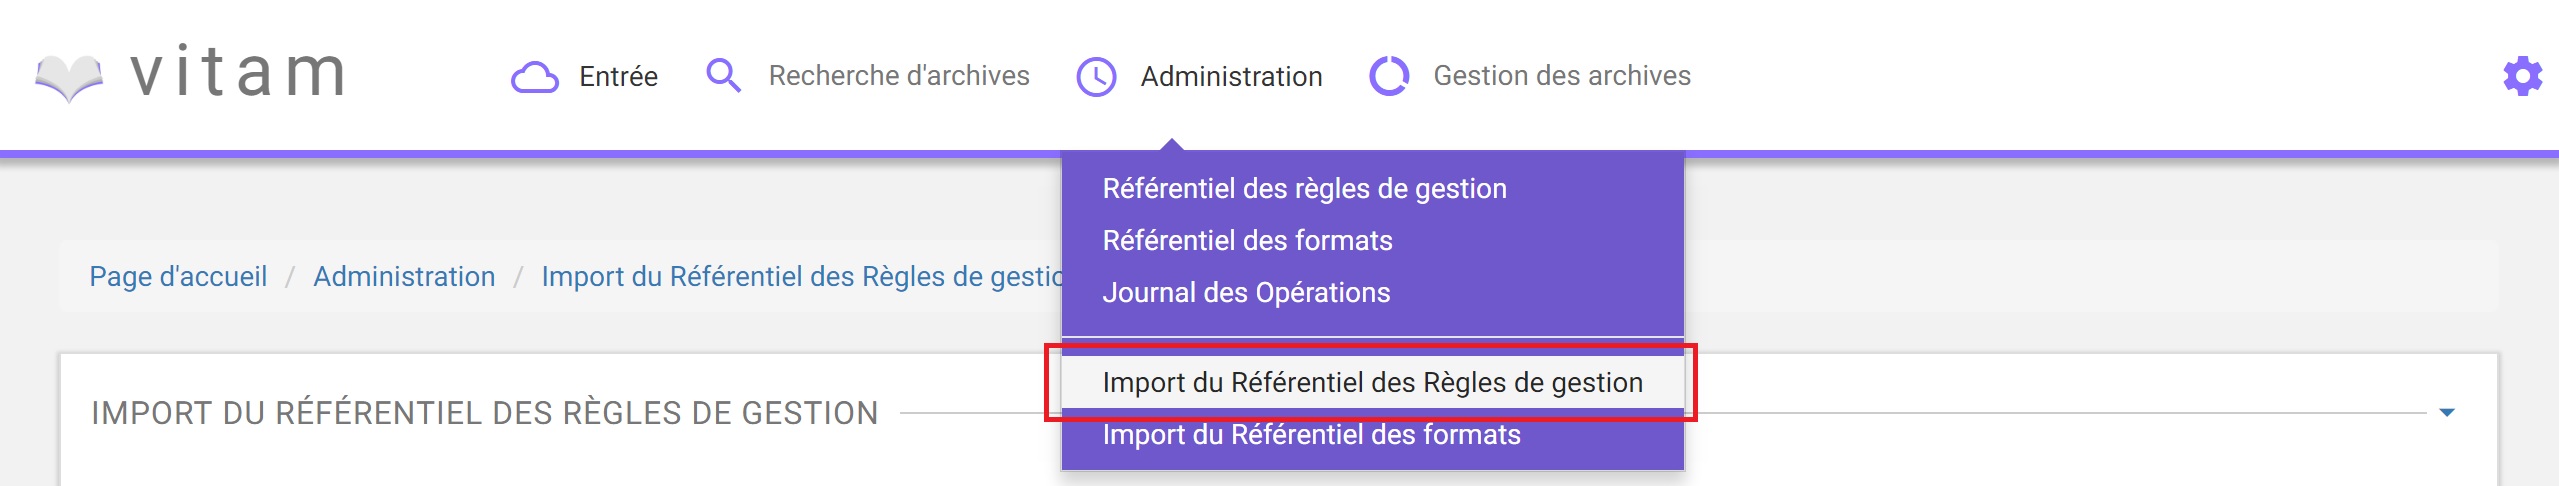 vitam
Entrée Recherche d'archives Administration Gestion des archives
Référentiel des règles de gestion
Référentiel des formats
Journal des Opérations
Import du Référentiel des Règles de gestion
Import du Référentiel des formats
Page d'accueil / Administration / Import du Référentiel des Règles de gestio
IMPORT DU RÉFÉRENTIEL DES RÈGLES DE GESTION